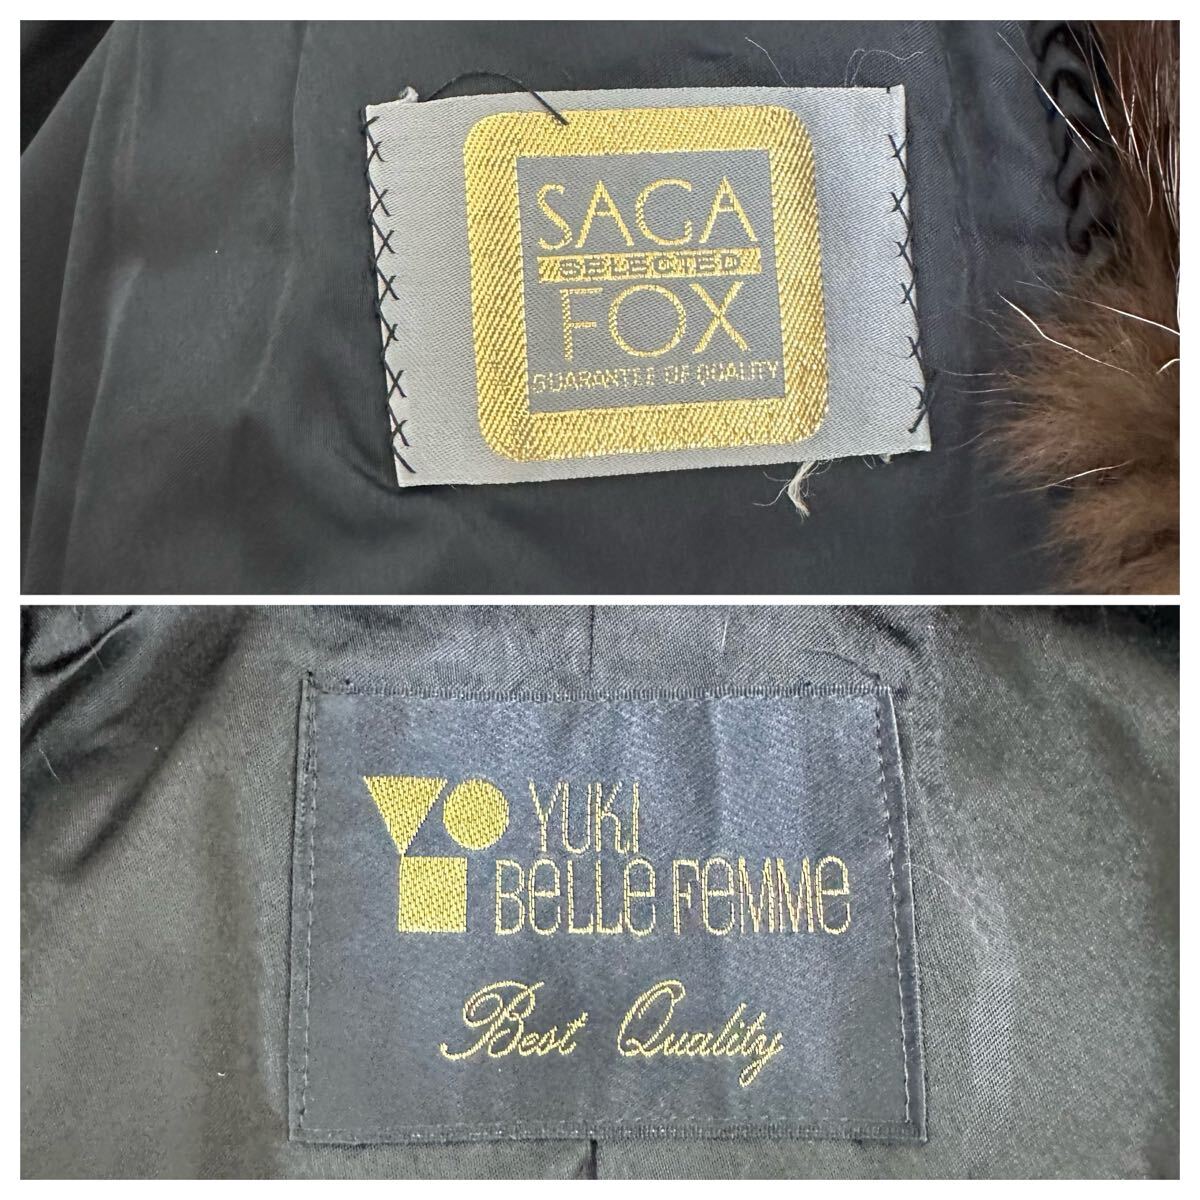 SAGA
SELECTED
FOX
GUARANTEE OF QUALITY
YUKI
BELLE FEMME
Best Quality